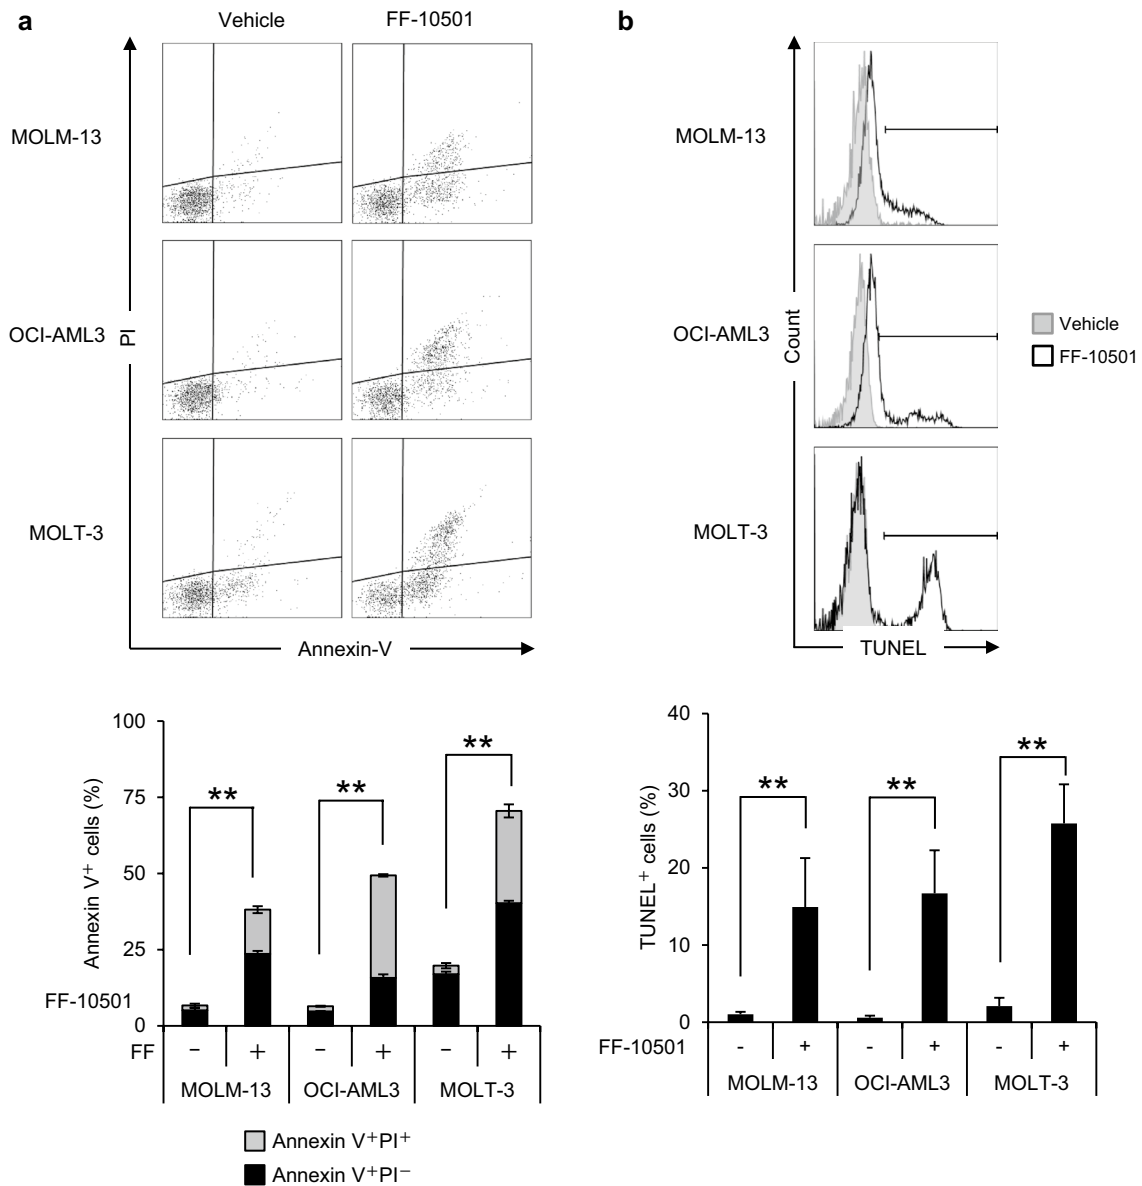 a
Vehicle
FF-10501
MOLM-13
OCI-AML3
MOLT-3
PI
Annexin-V
b
MOLM-13
OCI-AML3
MOLT-3
Count
TUNEL
Vehicle
FF-10501
Annexin V⁺ cells (%)
100
75
50
25
0
**
**
**
FF-10501
FF
− + − + − +
MOLM-13 OCI-AML3 MOLT-3
Annexin V⁺PI⁺
Annexin V⁺PI⁻
TUNEL⁺ cells (%)
40
30
20
10
0
**
**
**
FF-10501 - + - + - +
MOLM-13 OCI-AML3 MOLT-3